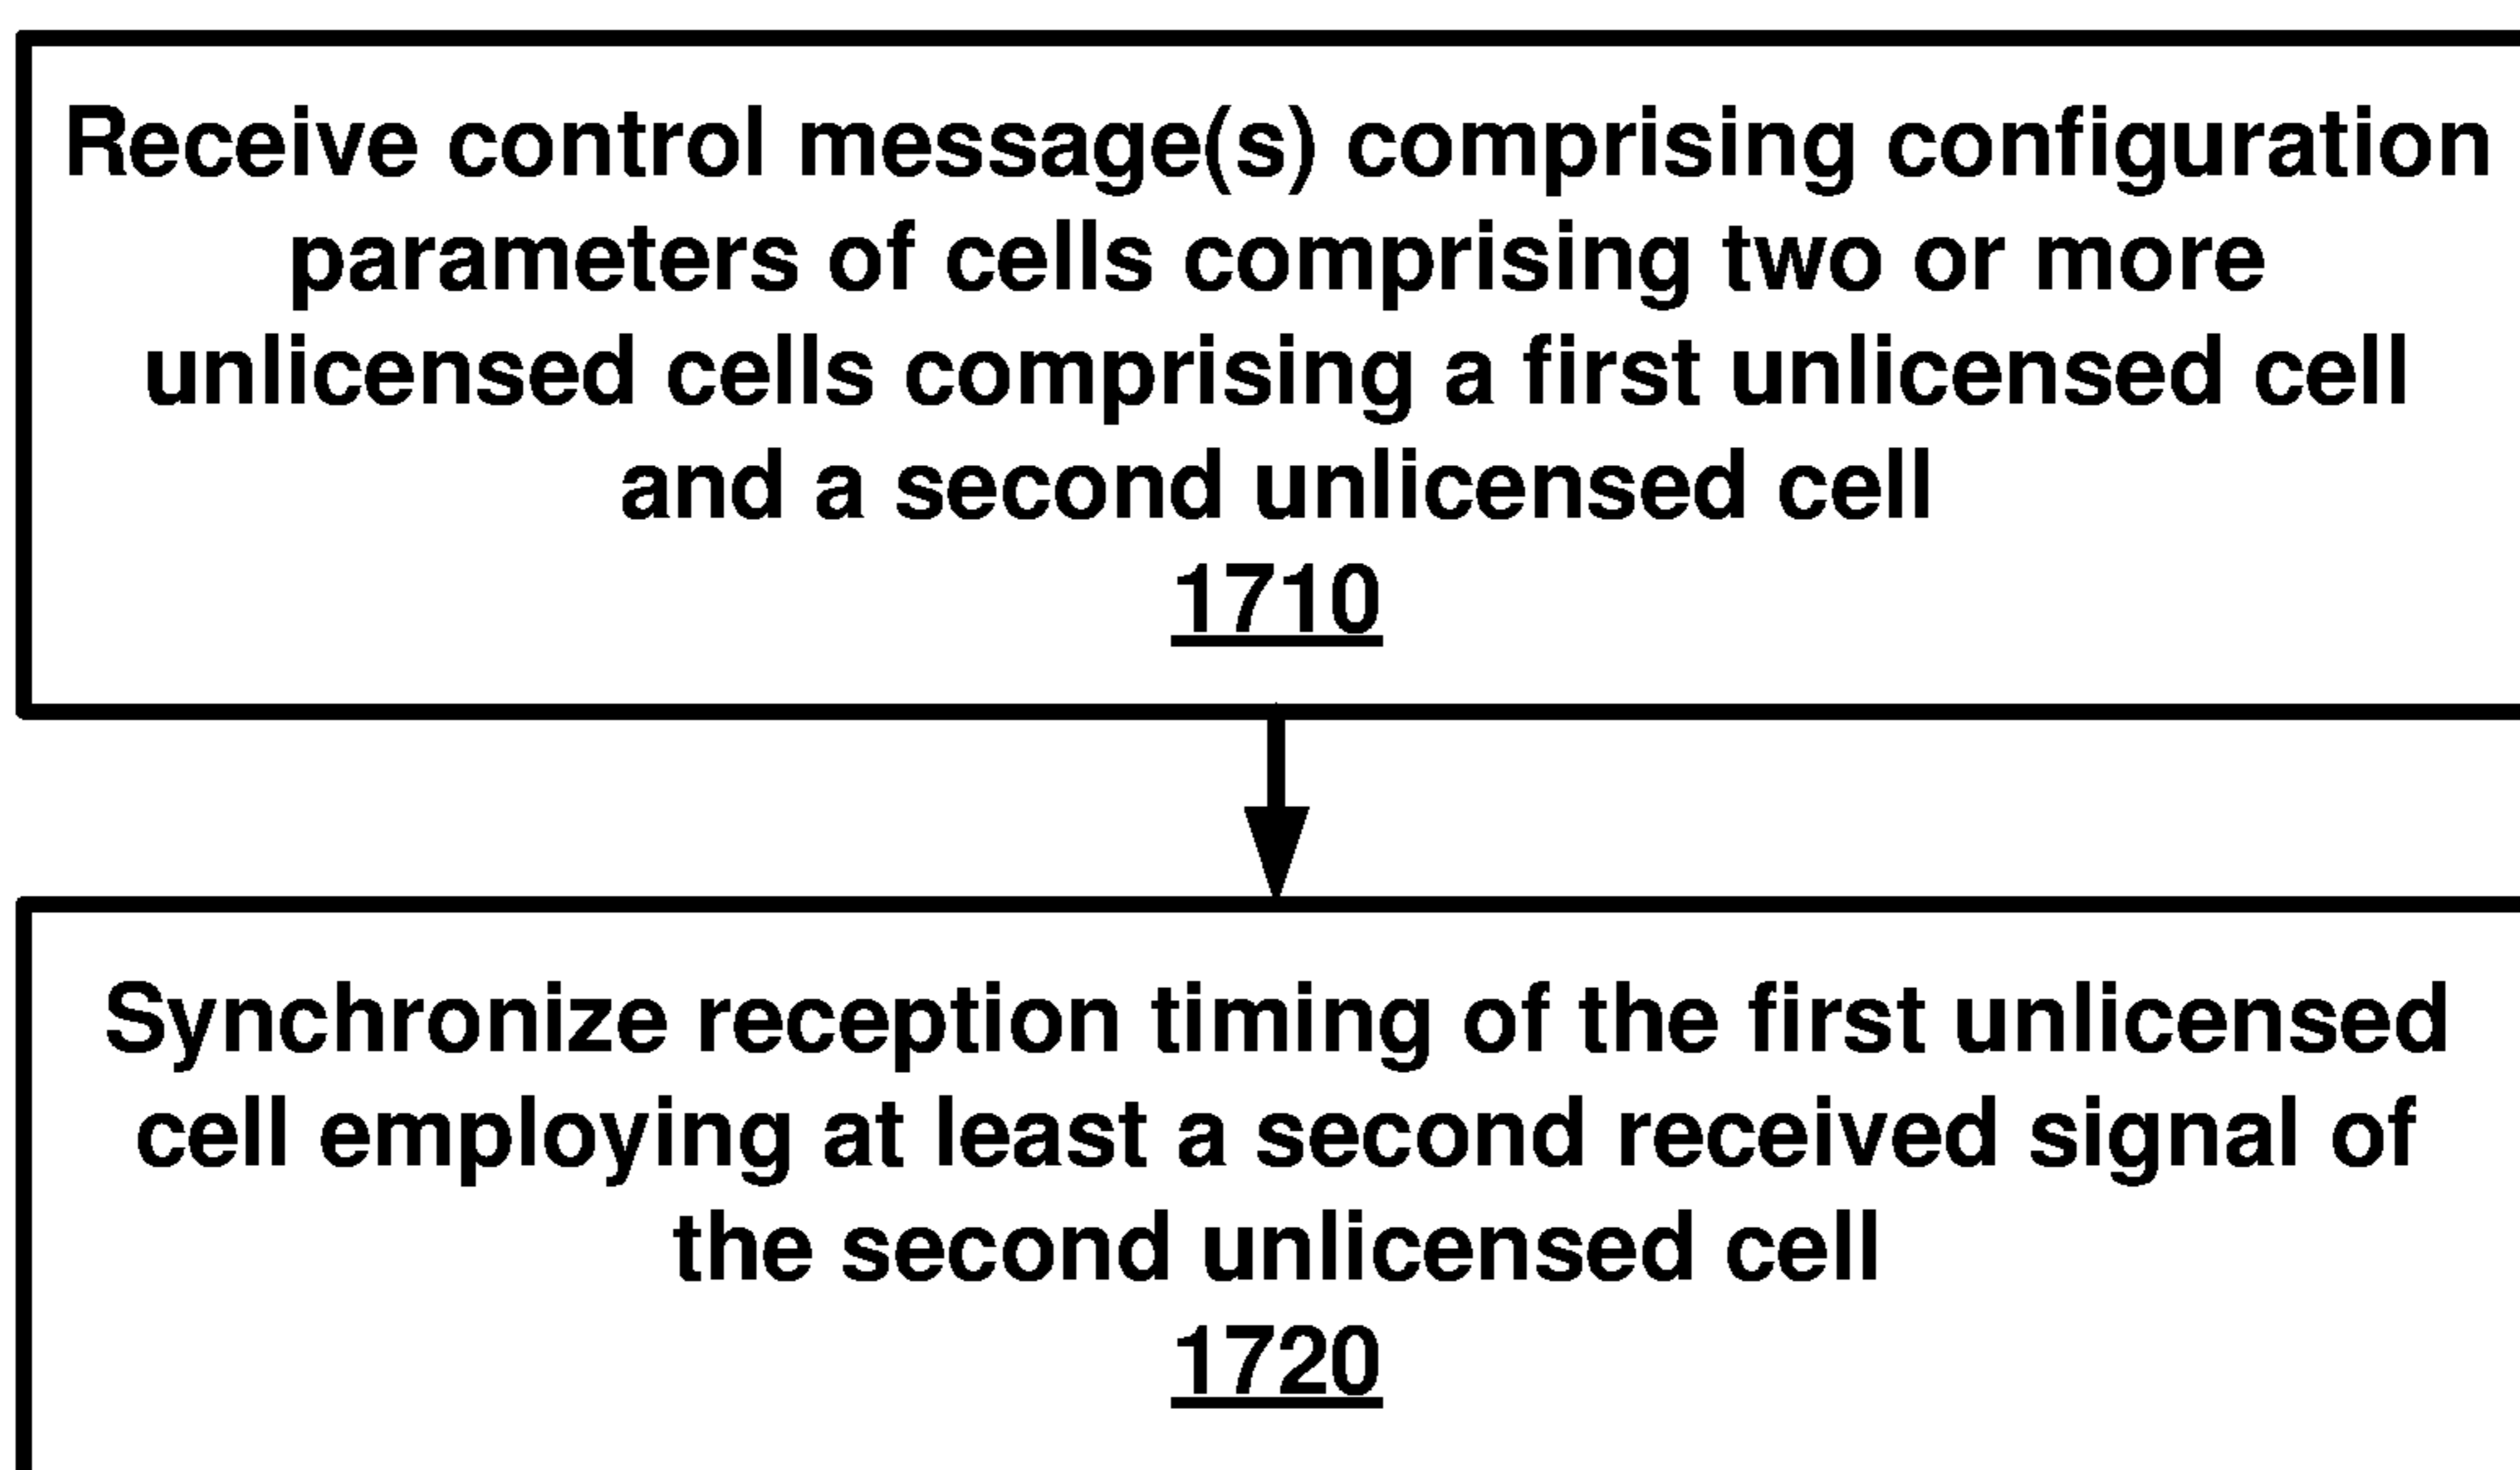 Receive control message(s) comprising configuration
parameters of cells comprising two or more
unlicensed cells comprising a first unlicensed cell
and a second unlicensed cell
1710
Synchronize reception timing of the first unlicensed
cell employing at least a second received signal of
the second unlicensed cell
1720